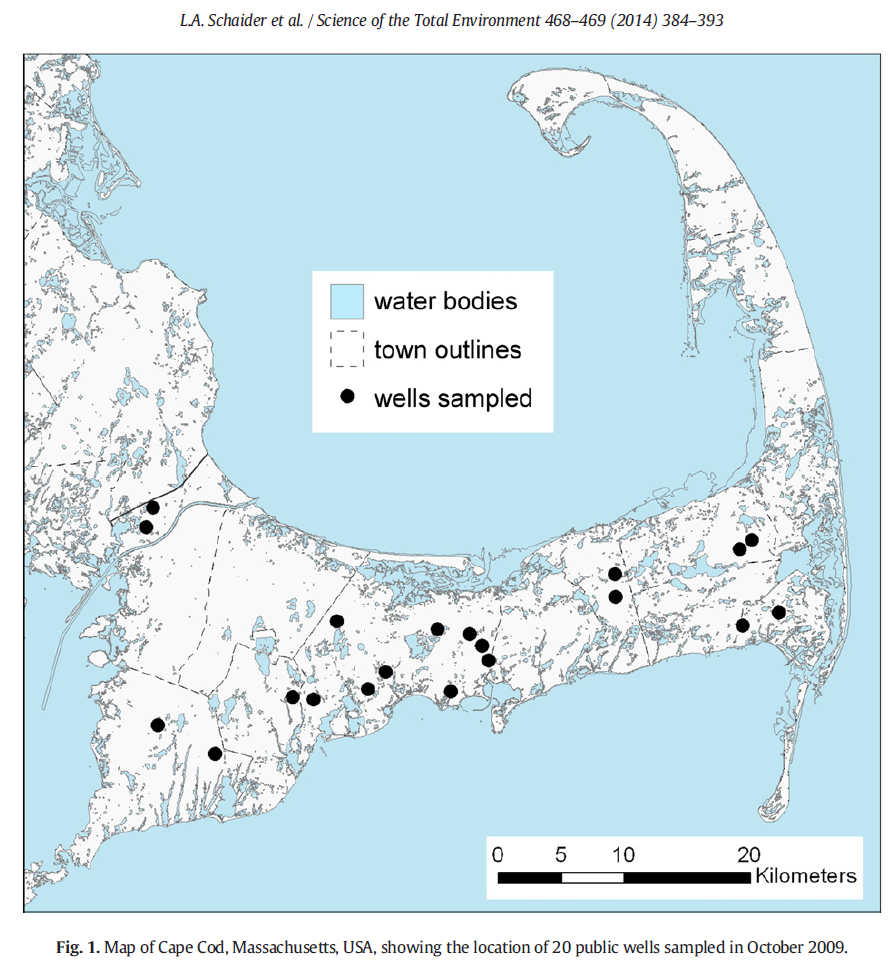 L.A. Schaider et al. / Science of the Total Environment 468–469 (2014) 384–393
water bodies
town outlines
wells sampled
0 5 10 20
Kilometers
Fig. 1. Map of Cape Cod, Massachusetts, USA, showing the location of 20 public wells sampled in October 2009.